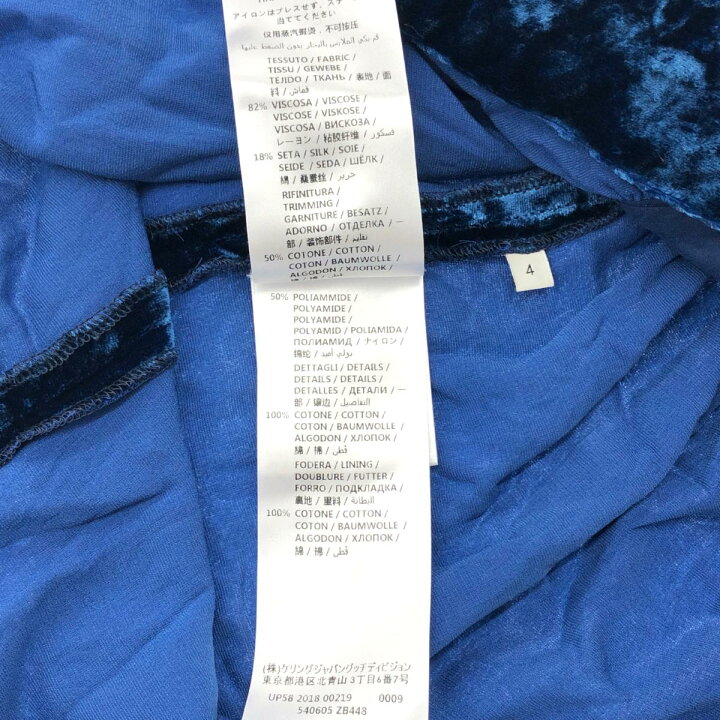 アイロンはプレスせず、スチー
当ててください
仅用蒸汽熨烫，不可按压
TESSUTO / FABRIC /
TISSU / GEWEBE /
TEJIDO / ТКАНЬ / 裏地 / 面
料 / قماش /
82% VISCOSA / VISCOSE /
VISCOSE / VISKOSE /
VISCOSA / ВИСКОЗА /
レーヨン / 粘胶纤维 / فسكوز
18% SETA / SILK / SOIE /
SEIDE / SEDA / ШЁЛК /
絹 / 桑蚕丝 / حرير
RIFINITURA /
TRIMMING /
GARNITURE / BESATZ /
ADORNO / ОТДЕЛКА / 一
部 / 装饰部件 / تقليم /
50% COTONE / COTTON /
COTON / BAUMWOLLE /
ALGODON / ХЛОПОК /
50% POLIAMMIDE /
POLYAMIDE /
POLYAMIDE /
POLYAMID / POLIAMIDA /
ПОЛИАМИД / ナイロン /
锦纶 / بولي أميد
DETTAGLI / DETAILS /
DETAILS / DETAILS /
DETALLES / ДЕТАЛИ / 一
部 / 镶边 / التفاصيل /
100% COTONE / COTTON /
COTON / BAUMWOLLE /
ALGODON / ХЛОПОК /
綿 / 棉 / قطن
FODERA / LINING /
DOUBLURE / FUTTER /
FORRO / ПОДКЛАДКА /
裏地 / 里料 / البطانة /
100% COTONE / COTTON /
COTON / BAUMWOLLE /
ALGODON / ХЛОПОК /
綿 / 棉 / قطن
4
(株)ケリングジャパングッチディビジョン
東京都港区北青山3丁目6番7号
UP58 2018 00219 0009
540605 ZB448